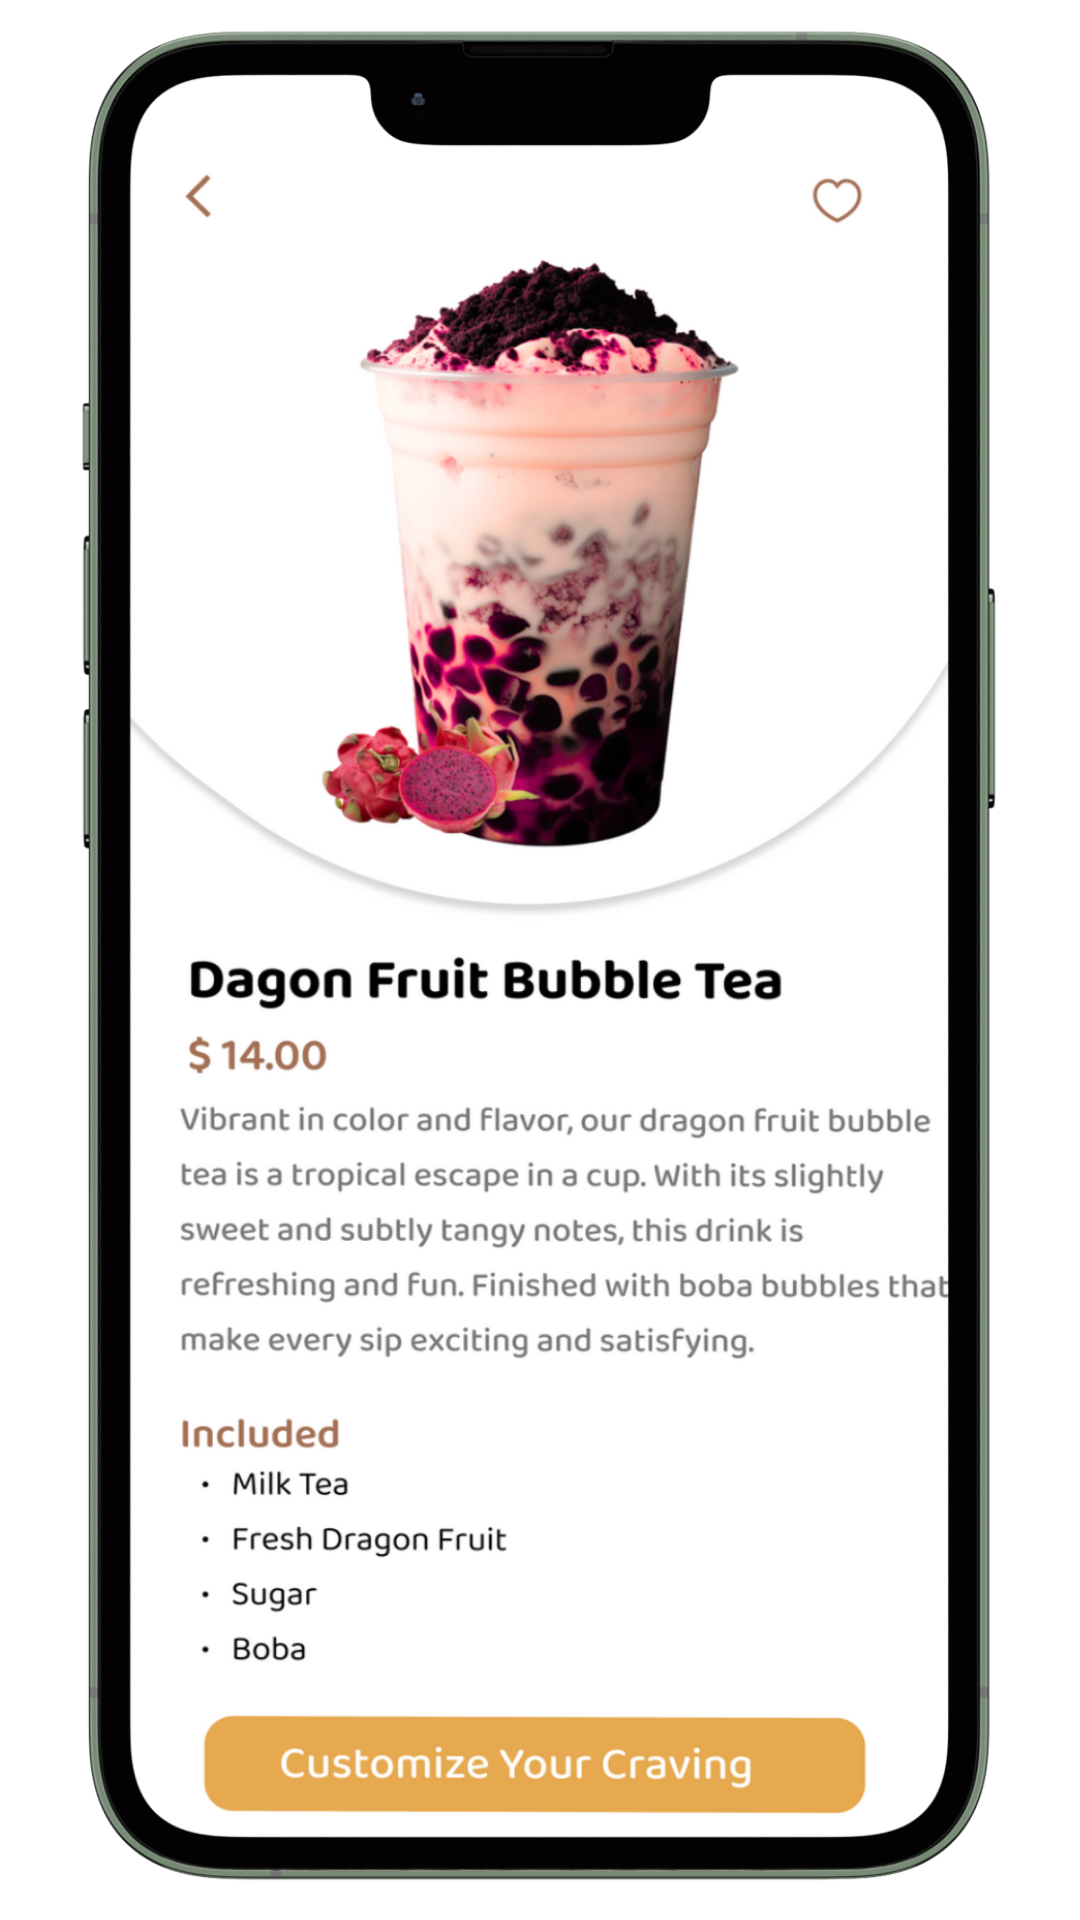 Dagon Fruit Bubble Tea
$ 14.00
Vibrant in color and flavor, our dragon fruit bubble
tea is a tropical escape in a cup. With its slightly
sweet and subtly tangy notes, this drink is
refreshing and fun. Finished with boba bubbles that
make every sip exciting and satisfying.
Included
• Milk Tea
• Fresh Dragon Fruit
• Sugar
• Boba
Customize Your Craving